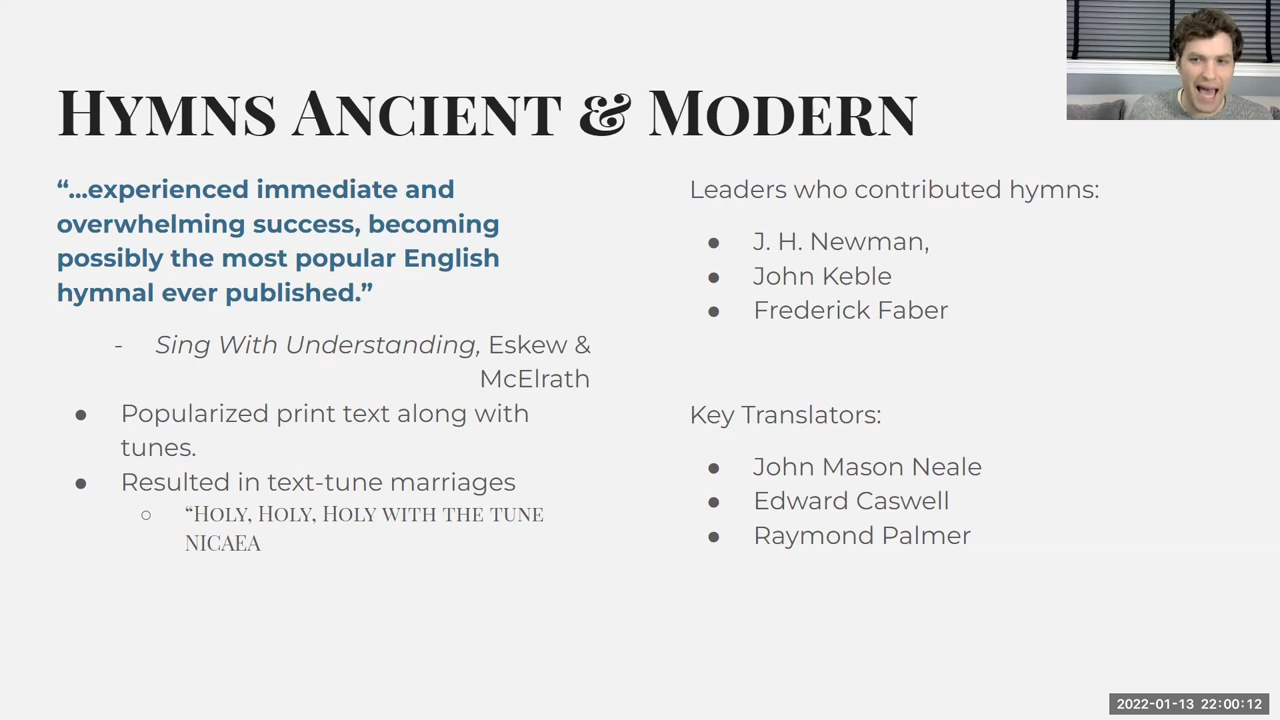 HYMNS ANCIENT & MODERN
“...experienced immediate and
overwhelming success, becoming
possibly the most popular English
hymnal ever published.”
- Sing With Understanding, Eskew &
McElrath
● Popularized print text along with
tunes.
● Resulted in text-tune marriages
○ “HOLY, HOLY, HOLY WITH THE TUNE
NICAEA
Leaders who contributed hymns:
● J. H. Newman,
● John Keble
● Frederick Faber
Key Translators:
● John Mason Neale
● Edward Caswell
● Raymond Palmer
2022-01-13 22:00:12